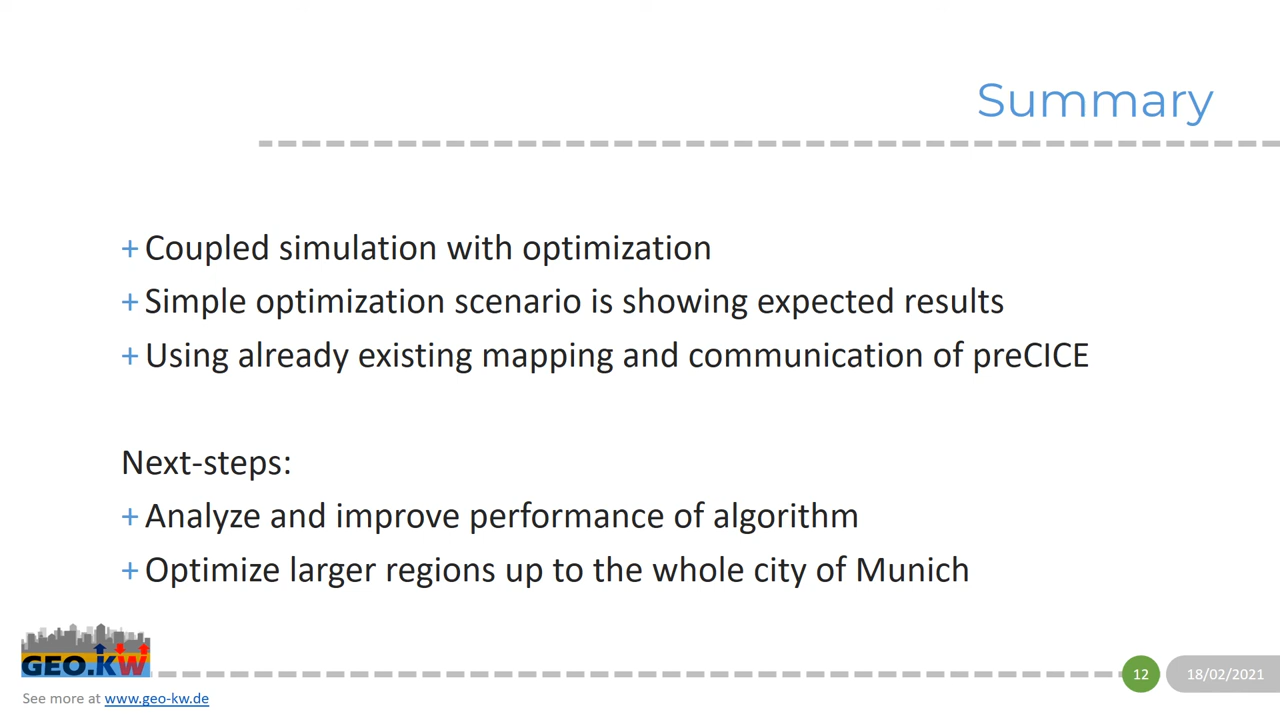 Summary
+ Coupled simulation with optimization
+ Simple optimization scenario is showing expected results
+ Using already existing mapping and communication of preCICE
Next-steps:
+ Analyze and improve performance of algorithm
+ Optimize larger regions up to the whole city of Munich
GEO.KW
12
18/02/2021
See more at www.geo-kw.de